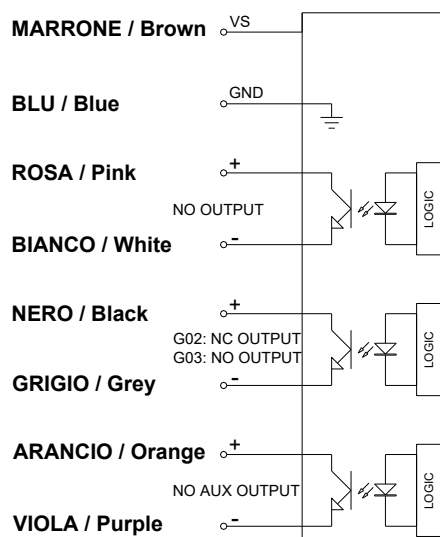 MARRONE / Brown VS
BLU / Blue GND
ROSA / Pink +
NO OUTPUT
LOGIC
BIANCO / White -
NERO / Black +
G02: NC OUTPUT
G03: NO OUTPUT
LOGIC
GRIGIO / Grey -
ARANCIO / Orange +
NO AUX OUTPUT
LOGIC
VIOLA / Purple -